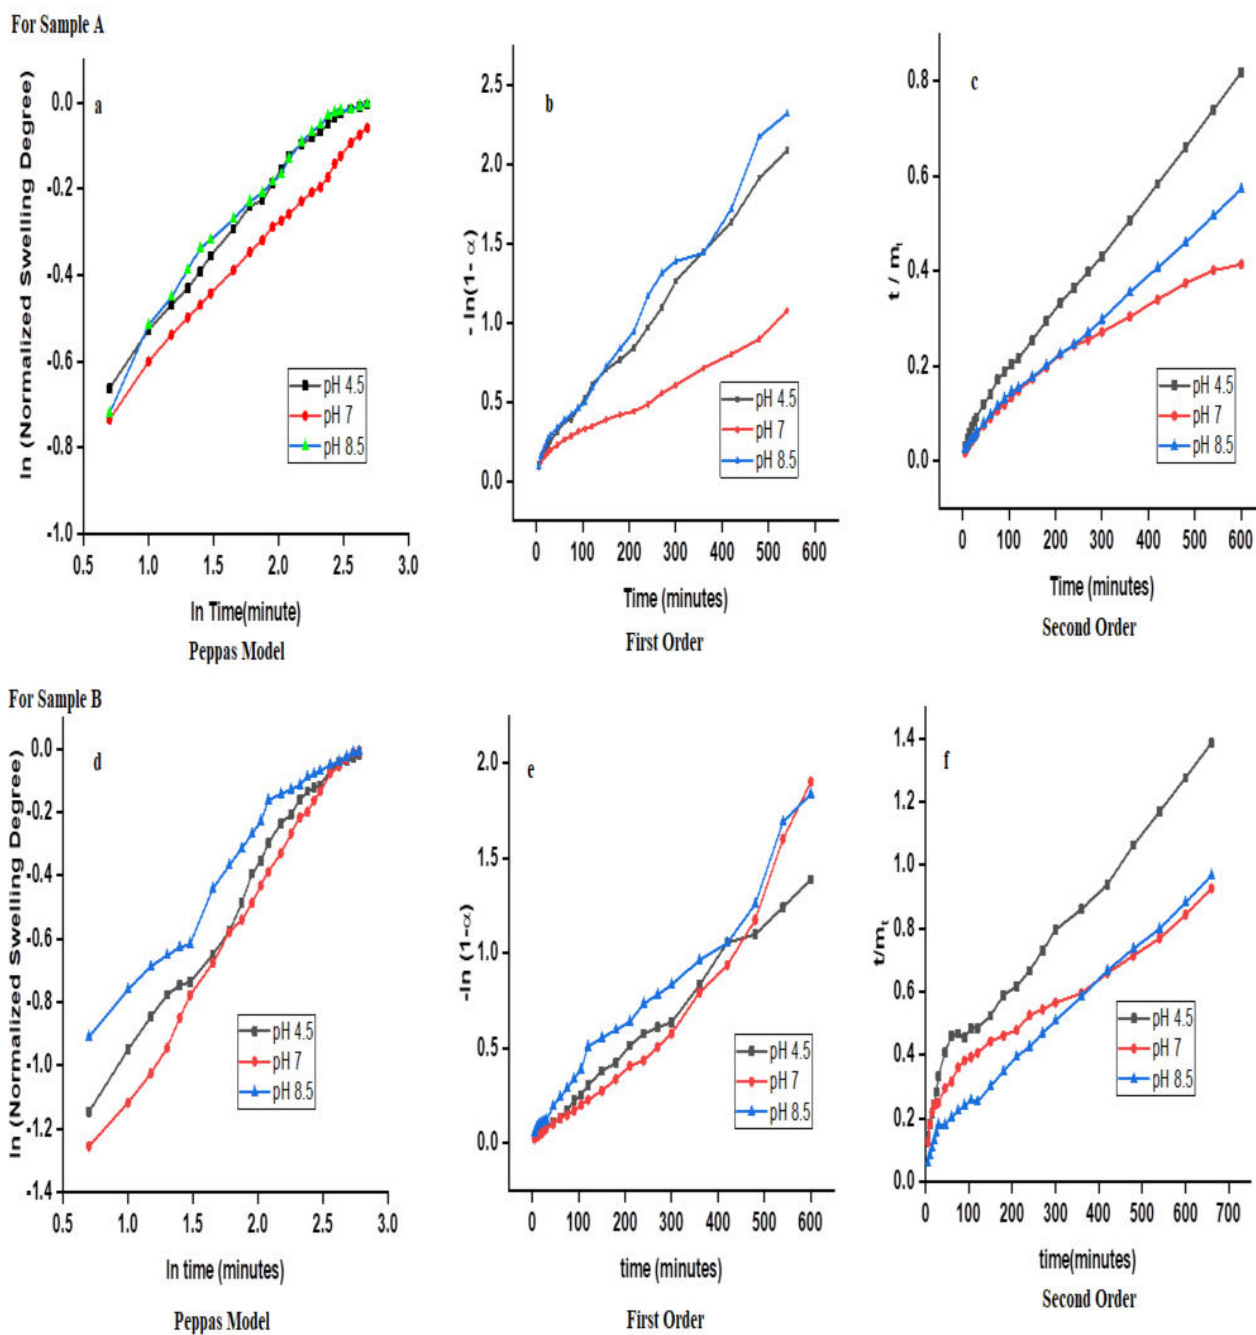 For Sample A
a
ln (Normalized Swelling Degree)
0.0
-0.2
-0.4
-0.6
-0.8
-1.0
0.5 1.0 1.5 2.0 2.5 3.0
pH 4.5
pH 7
pH 8.5
ln Time(minute)
Peppas Model
b
- ln(1- α)
2.5
2.0
1.5
1.0
0.5
0.0
0 100 200 300 400 500 600
pH 4.5
pH 7
pH 8.5
Time (minutes)
First Order
c
t / mt
0.8
0.6
0.4
0.2
0.0
0 100 200 300 400 500 600
pH 4.5
pH 7
pH 8.5
Time (minutes)
Second Order
For Sample B
d
ln (Normalized Swelling Degree)
0.0
-0.2
-0.4
-0.6
-0.8
-1.0
-1.2
-1.4
0.5 1.0 1.5 2.0 2.5 3.0
pH 4.5
pH 7
pH 8.5
ln time (minutes)
Peppas Model
e
-ln (1-α)
2.0
1.5
1.0
0.5
0.0
0 100 200 300 400 500 600
pH 4.5
pH 7
pH 8.5
time (minutes)
First Order
f
t/mt
1.4
1.2
1.0
0.8
0.6
0.4
0.2
0.0
0 100 200 300 400 500 600 700
pH 4.5
pH 7
pH 8.5
time(minutes)
Second Order